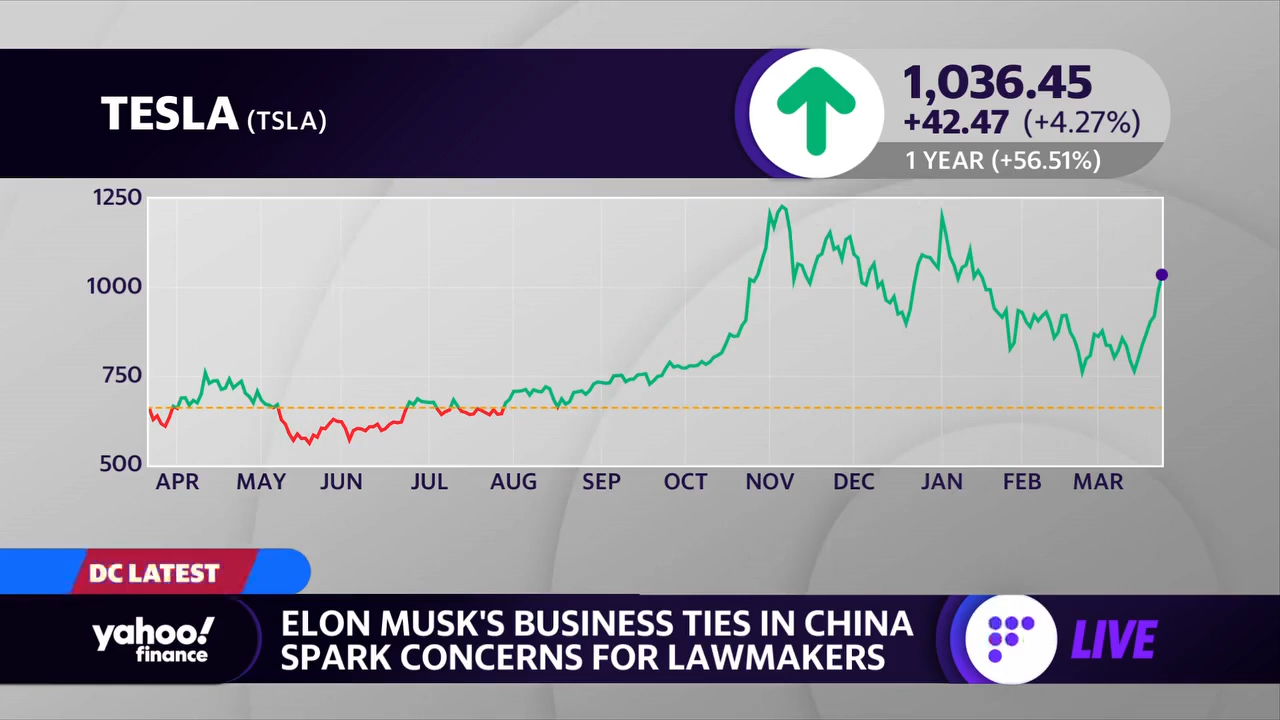 TESLA (TSLA)
1,036.45
+42.47 (+4.27%)
1 YEAR (+56.51%)
1250
1000
750
500
APR MAY JUN JUL AUG SEP OCT NOV DEC JAN FEB MAR
DC LATEST
yahoo!
finance
ELON MUSK'S BUSINESS TIES IN CHINA
SPARK CONCERNS FOR LAWMAKERS
LIVE